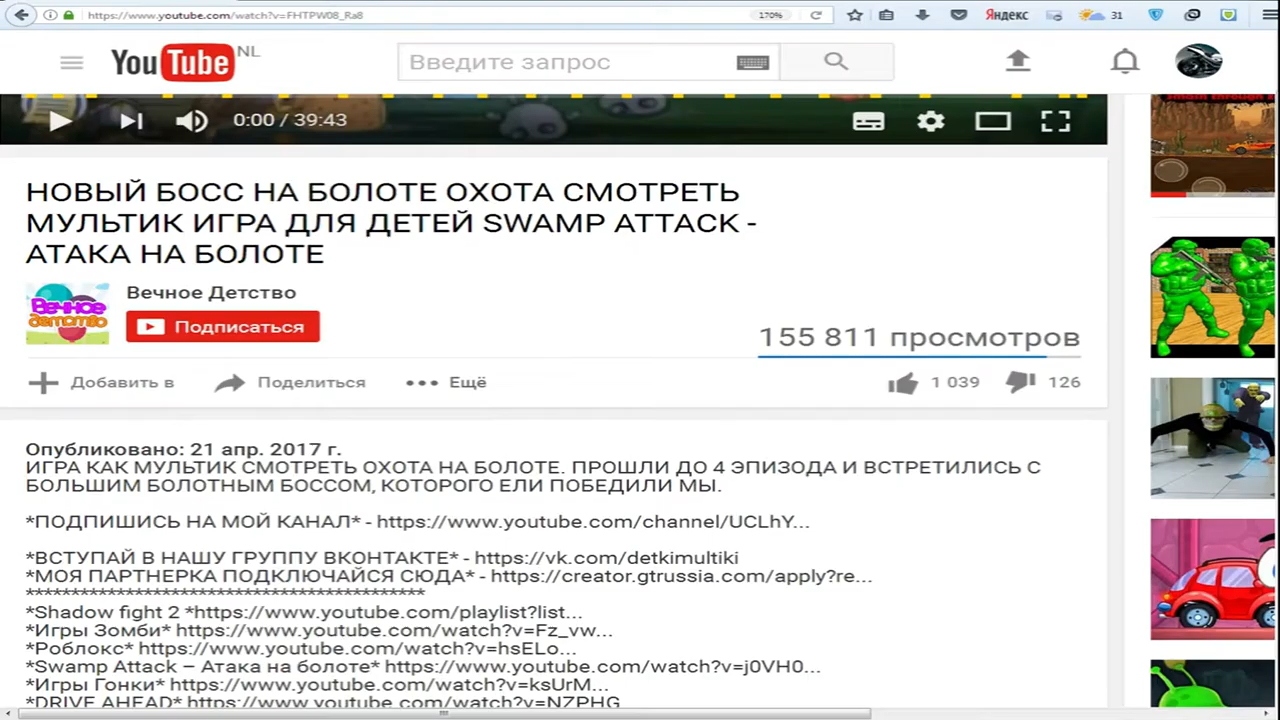 https://www.youtube.com/watch?v=FHTPW08_Ra8
170%
Яндекс
31
YouTube NL
Введите запрос
0:00 / 39:43
НОВЫЙ БОСС НА БОЛОТЕ ОХОТА СМОТРЕТЬ
МУЛЬТИК ИГРА ДЛЯ ДЕТЕЙ SWAMP ATTACK -
АТАКА НА БОЛОТЕ
Вечное детство
Вечное Детство
Подписаться
155 811 просмотров
Добавить в
Поделиться
Ещё
1 039
126
Опубликовано: 21 апр. 2017 г.
ИГРА КАК МУЛЬТИК СМОТРЕТЬ ОХОТА НА БОЛОТЕ. ПРОШЛИ ДО 4 ЭПИЗОДА И ВСТРЕТИЛИСЬ С
БОЛЬШИМ БОЛОТНЫМ БОССОМ, КОТОРОГО ЕЛИ ПОБЕДИЛИ МЫ.
*ПОДПИШИСЬ НА МОЙ КАНАЛ* - https://www.youtube.com/channel/UCLhY...
*ВСТУПАЙ В НАШУ ГРУППУ ВКОНТАКТЕ* - https://vk.com/detkimultiki
*МОЯ ПАРТНЕРКА ПОДКЛЮЧАЙСЯ СЮДА* - https://creator.gtrussia.com/apply?re...
******************************************
*Shadow fight 2 *https://www.youtube.com/playlist?list...
*Игры Зомби* https://www.youtube.com/watch?v=Fz_vw...
*Роблокс* https://www.youtube.com/watch?v=hsELo...
*Swamp Attack – Атака на болоте* https://www.youtube.com/watch?v=j0VH0...
*Игры Гонки* https://www.youtube.com/watch?v=ksUrM...
*DRIVE AHEAD* https://www.youtube.com/watch?v=NZPHG